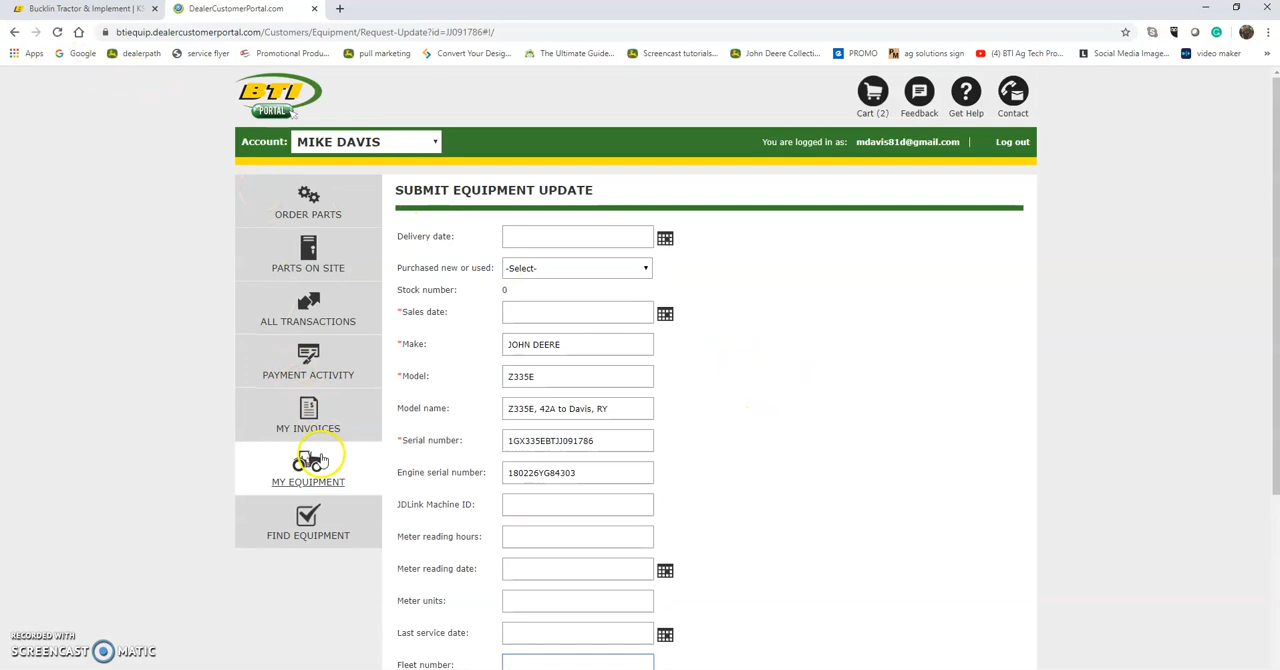 Bucklin Tractor & Implement | KS
DealerCustomerPortal.com
btiequip.dealercustomerportal.com/Customers/Equipment/Request-Update?id=JJ091786#!/
Apps
Google
dealerpath
service flyer
Promotional Produ...
pull marketing
Convert Your Desig...
The Ultimate Guide...
Screencast tutorials...
John Deere Collecti...
PROMO
ag solutions sign
(4) BTI Ag Tech Pro...
Social Media Image...
video maker
BTI
PORTAL
Cart (2)
Feedback
Get Help
Contact
Account: MIKE DAVIS
You are logged in as: mdavis81d@gmail.com | Log out
ORDER PARTS
PARTS ON SITE
ALL TRANSACTIONS
PAYMENT ACTIVITY
MY INVOICES
MY EQUIPMENT
FIND EQUIPMENT
SUBMIT EQUIPMENT UPDATE
Delivery date:
Purchased new or used: -Select-
Stock number: 0
*Sales date:
*Make: JOHN DEERE
*Model: Z335E
Model name: Z335E, 42A to Davis, RY
*Serial number: 1GX335EBTJJ091786
Engine serial number: 180226YG84303
JDLink Machine ID:
Meter reading hours:
Meter reading date:
Meter units:
Last service date:
Fleet number:
RECORDED WITH
SCREENCAST MATIC